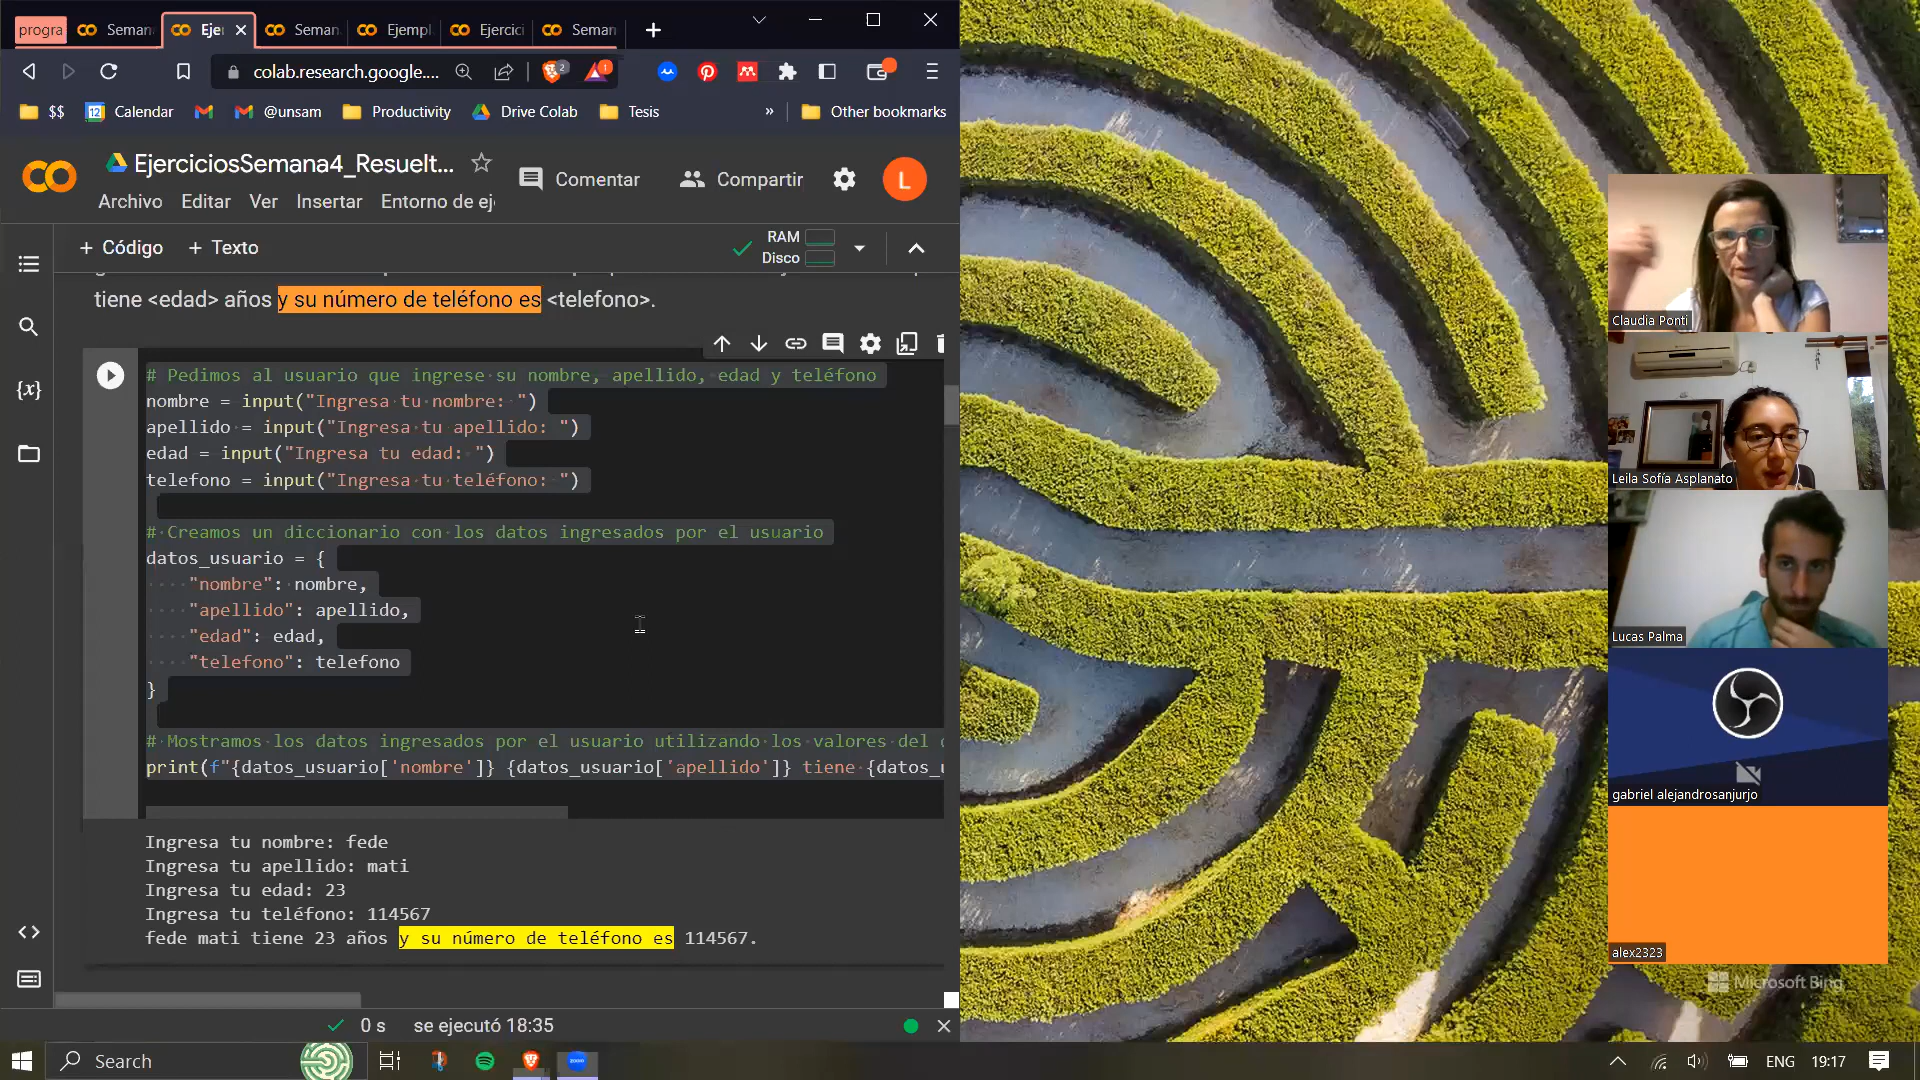 progra
Seman
Eje
Seman
Ejempl
Ejercici
Seman
colab.research.google....
2
1
$$
12
Calendar
@unsam
Productivity
Drive Colab
Tesis
»
Other bookmarks
EjerciciosSemana4_Resuelt...
Comentar
Compartir
L
Archivo
Editar
Ver
Insertar
Entorno de ej
+ Código
+ Texto
RAM
Disco
tiene <edad> años y su número de teléfono es <telefono>.
# Pedimos al usuario que ingrese su nombre, apellido, edad y teléfono
nombre = input("Ingresa tu nombre: ")
apellido = input("Ingresa tu apellido: ")
edad = input("Ingresa tu edad: ")
telefono = input("Ingresa tu teléfono: ")
# Creamos un diccionario con los datos ingresados por el usuario
datos_usuario = {
"nombre": nombre,
"apellido": apellido,
"edad": edad,
"telefono": telefono
}
# Mostramos los datos ingresados por el usuario utilizando los valores del
print(f"{datos_usuario['nombre']} {datos_usuario['apellido']} tiene {datos_u
Ingresa tu nombre: fede
Ingresa tu apellido: mati
Ingresa tu edad: 23
Ingresa tu teléfono: 114567
fede mati tiene 23 años y su número de teléfono es 114567.
0 s
se ejecutó 18:35
Claudia Ponti
Leila Sofía Asplanato
Lucas Palma
gabriel alejandrosanjurjo
alex2323
Microsoft Bing
Search
zoom
ENG
19:17